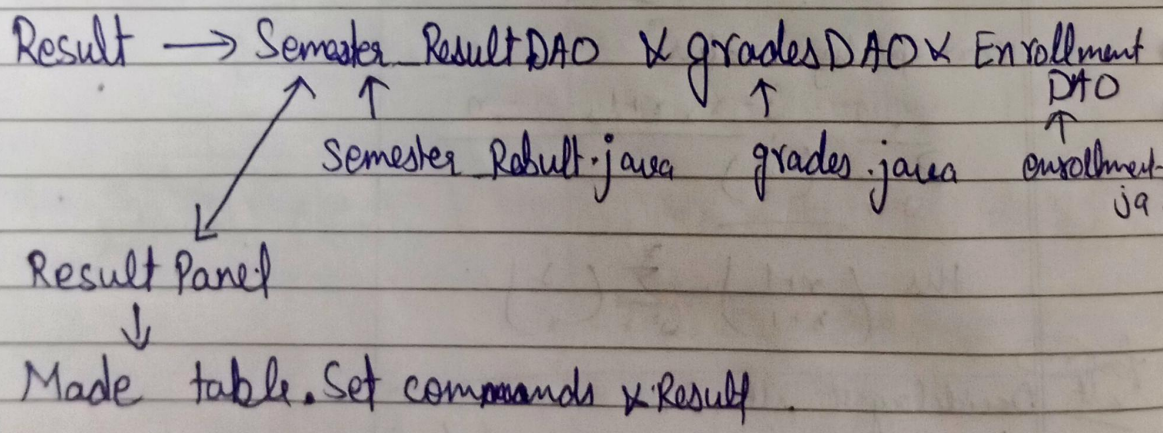 Result → Semester_ResultDAO & gradesDAO & Enrollment
DAO
Semester_Result.java grades.java enrollment.
ja
Result Panel
Made table. Set commands & Result.